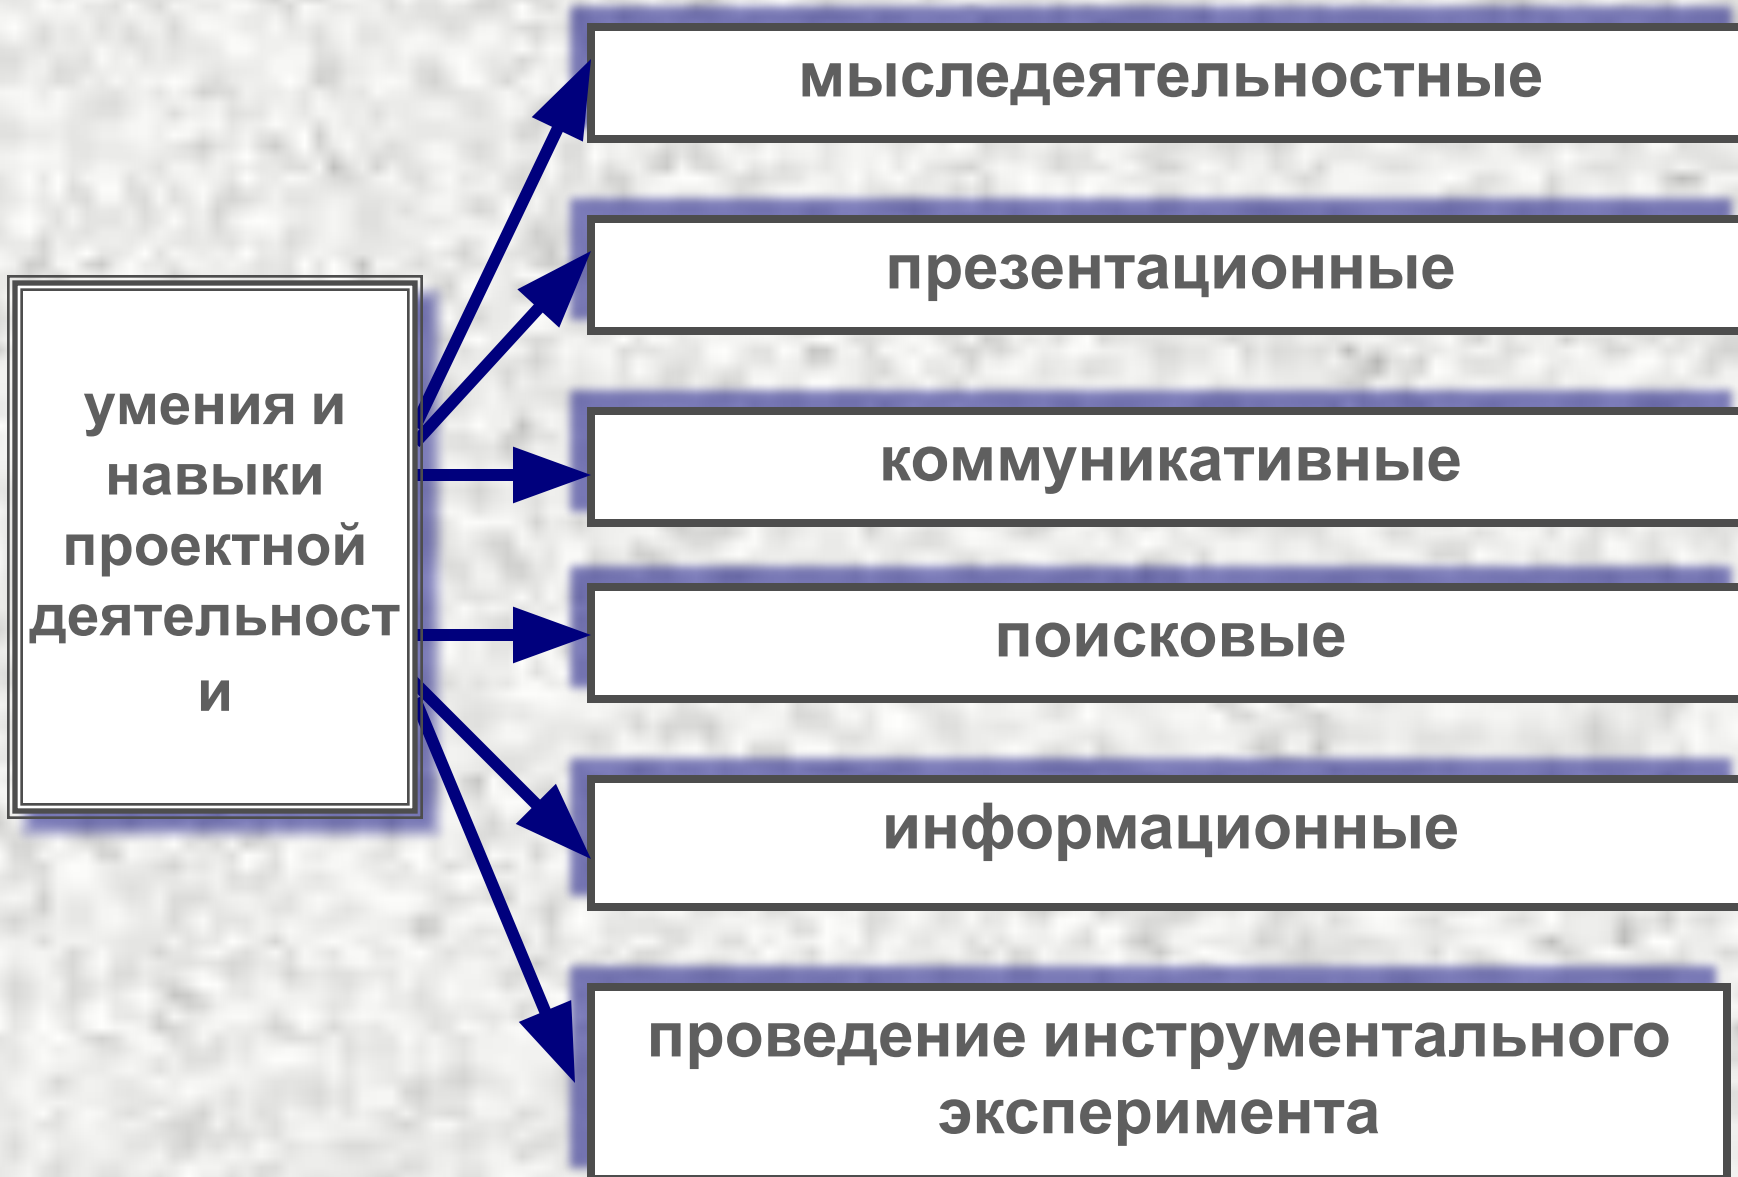 умения и
навыки
проектной
деятельност
и
мыследеятельностные
презентационные
коммуникативные
поисковые
информационные
проведение инструментального
эксперимента